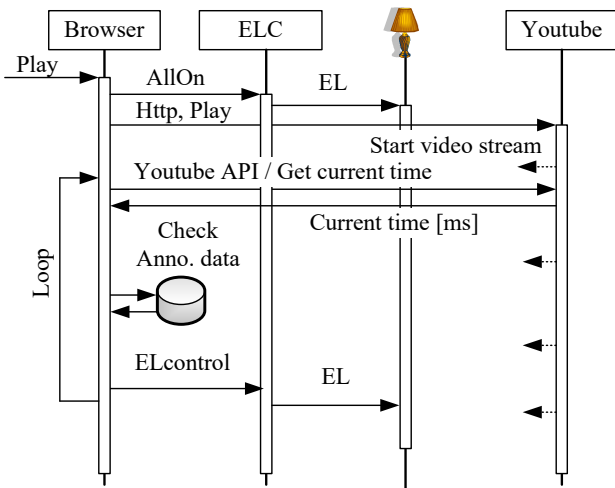 Browser
ELC
Youtube
Play
AllOn
EL
Http, Play
Start video stream
Youtube API / Get current time
Current time [ms]
Check
Anno. data
Loop
ELcontrol
EL